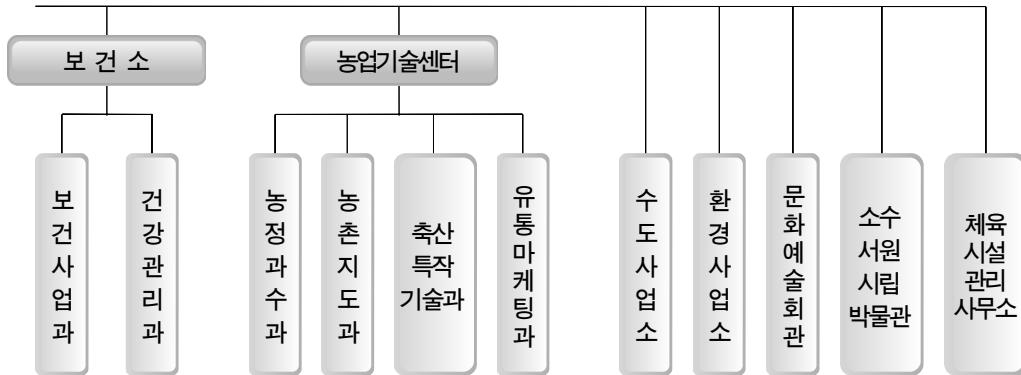 보 건 소
농업기술센터
보건사업과
건강관리과
농정과수과
농촌지도과
축산
특작
기술과
유통마케팅과
수도사업소
환경사업소
문화예술회관
소수
서원
시립
박물관
체육
시설
관리
사무소